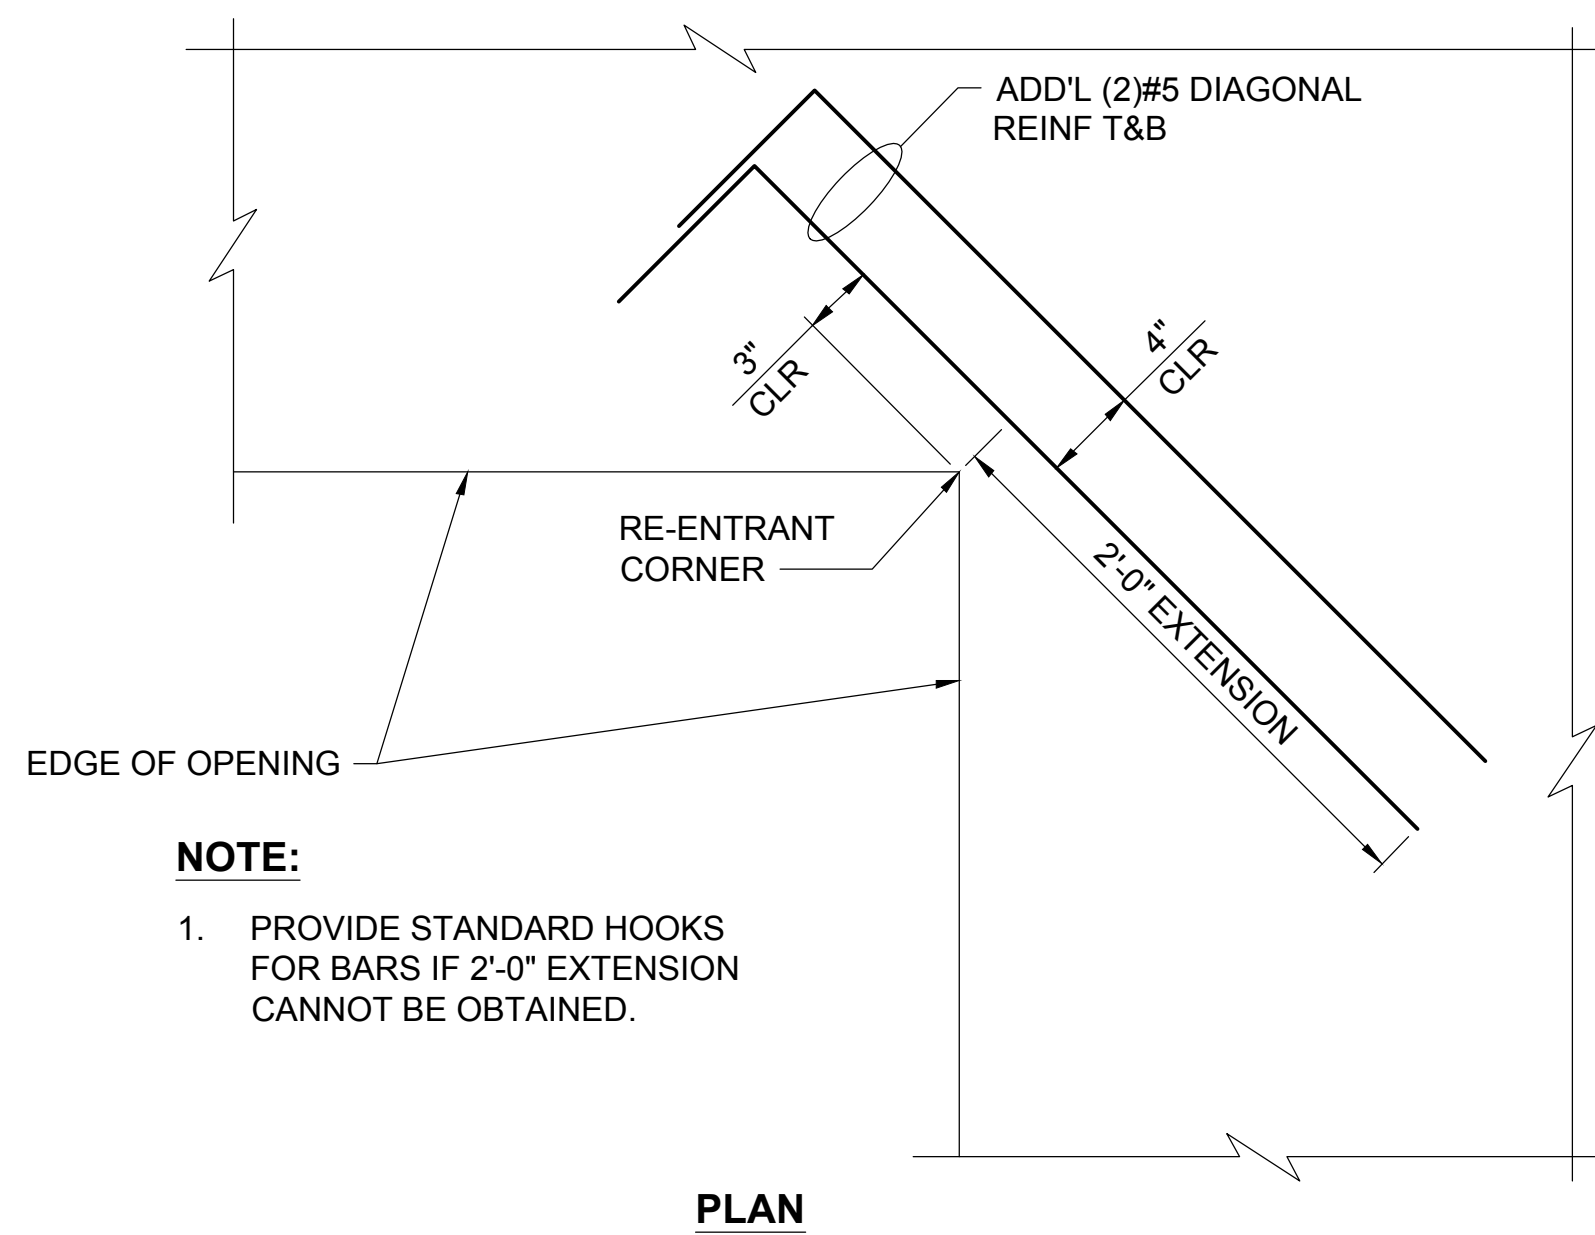 ADD'L (2)#5 DIAGONAL
REINF T&B
3"
CLR
4"
CLR
RE-ENTRANT
CORNER
2'-0" EXTENSION
EDGE OF OPENING
NOTE:
1. PROVIDE STANDARD HOOKS
FOR BARS IF 2'-0" EXTENSION
CANNOT BE OBTAINED.
PLAN